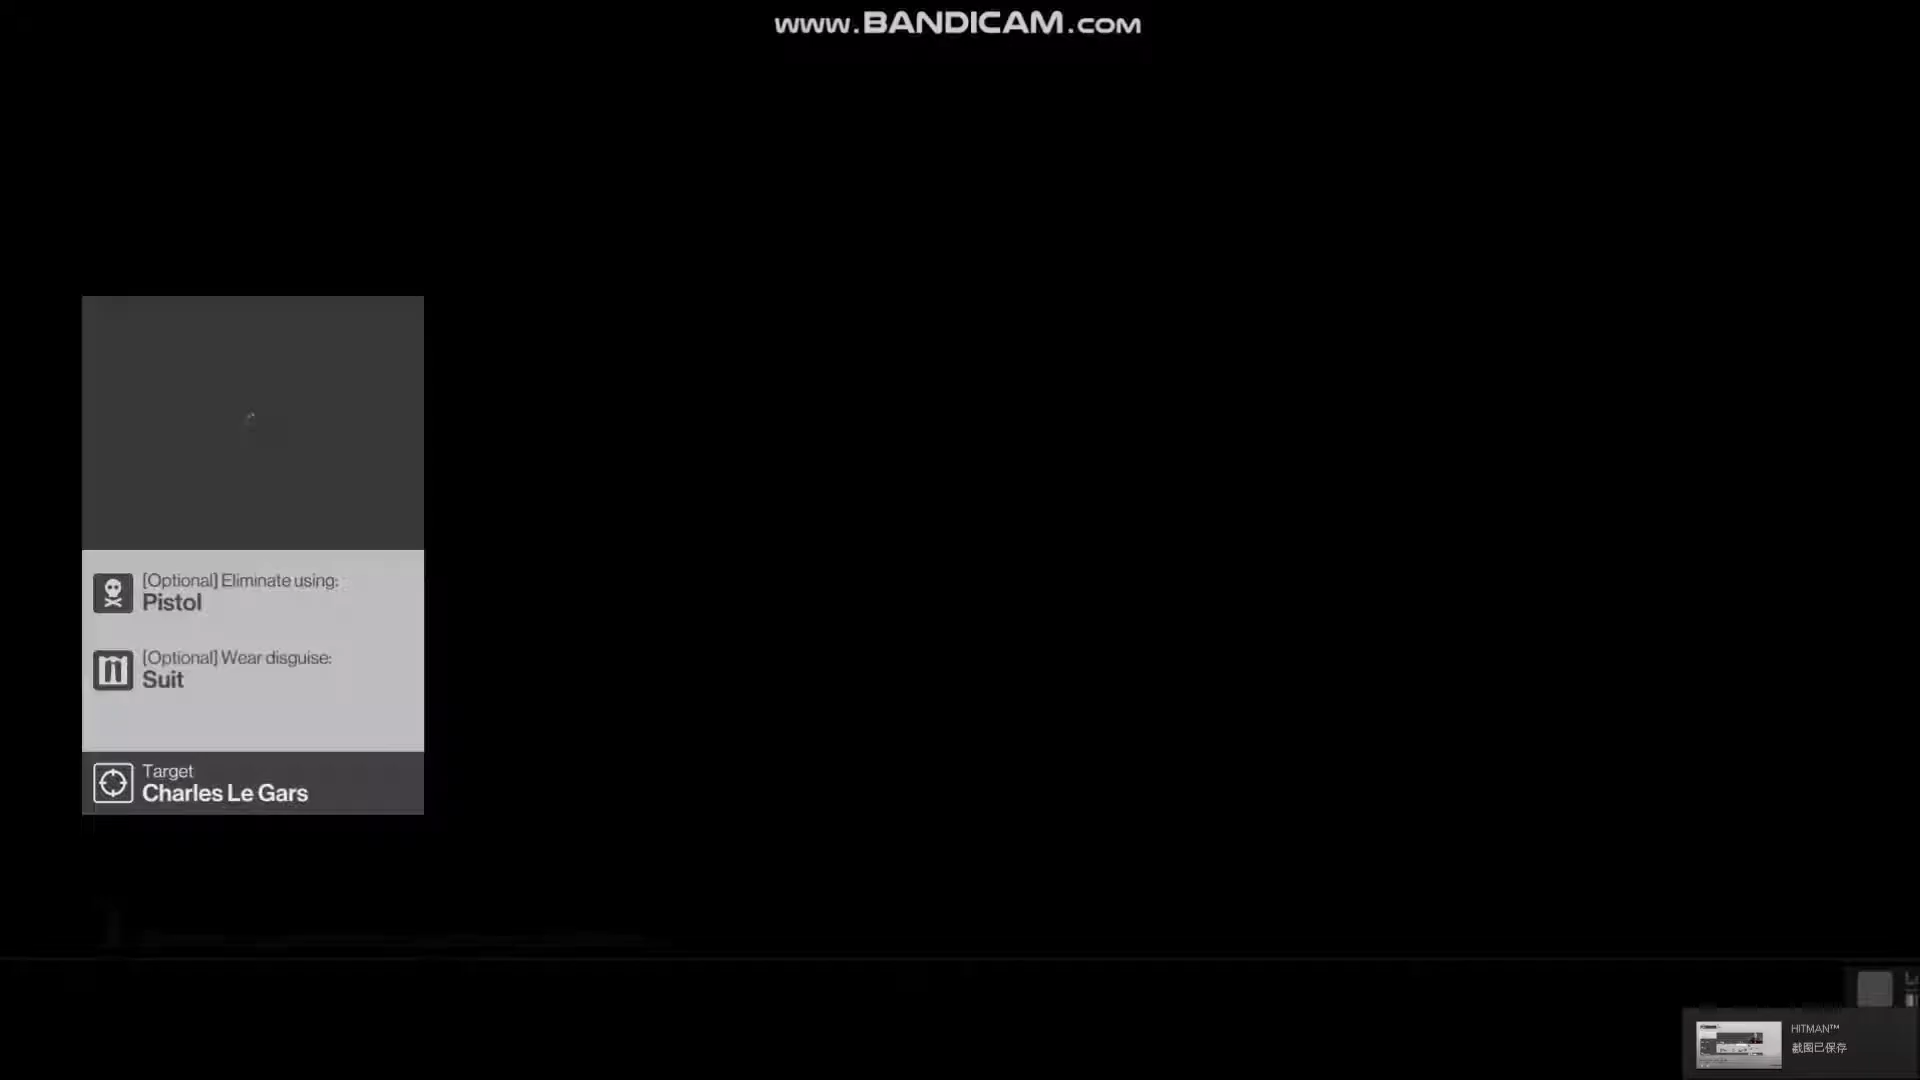 www.BANDICAM.COM
[Optional] Eliminate using:
Pistol
[Optional] Wear disguise:
Suit
Target
Charles Le Gars
HITMAN™
截图已保存